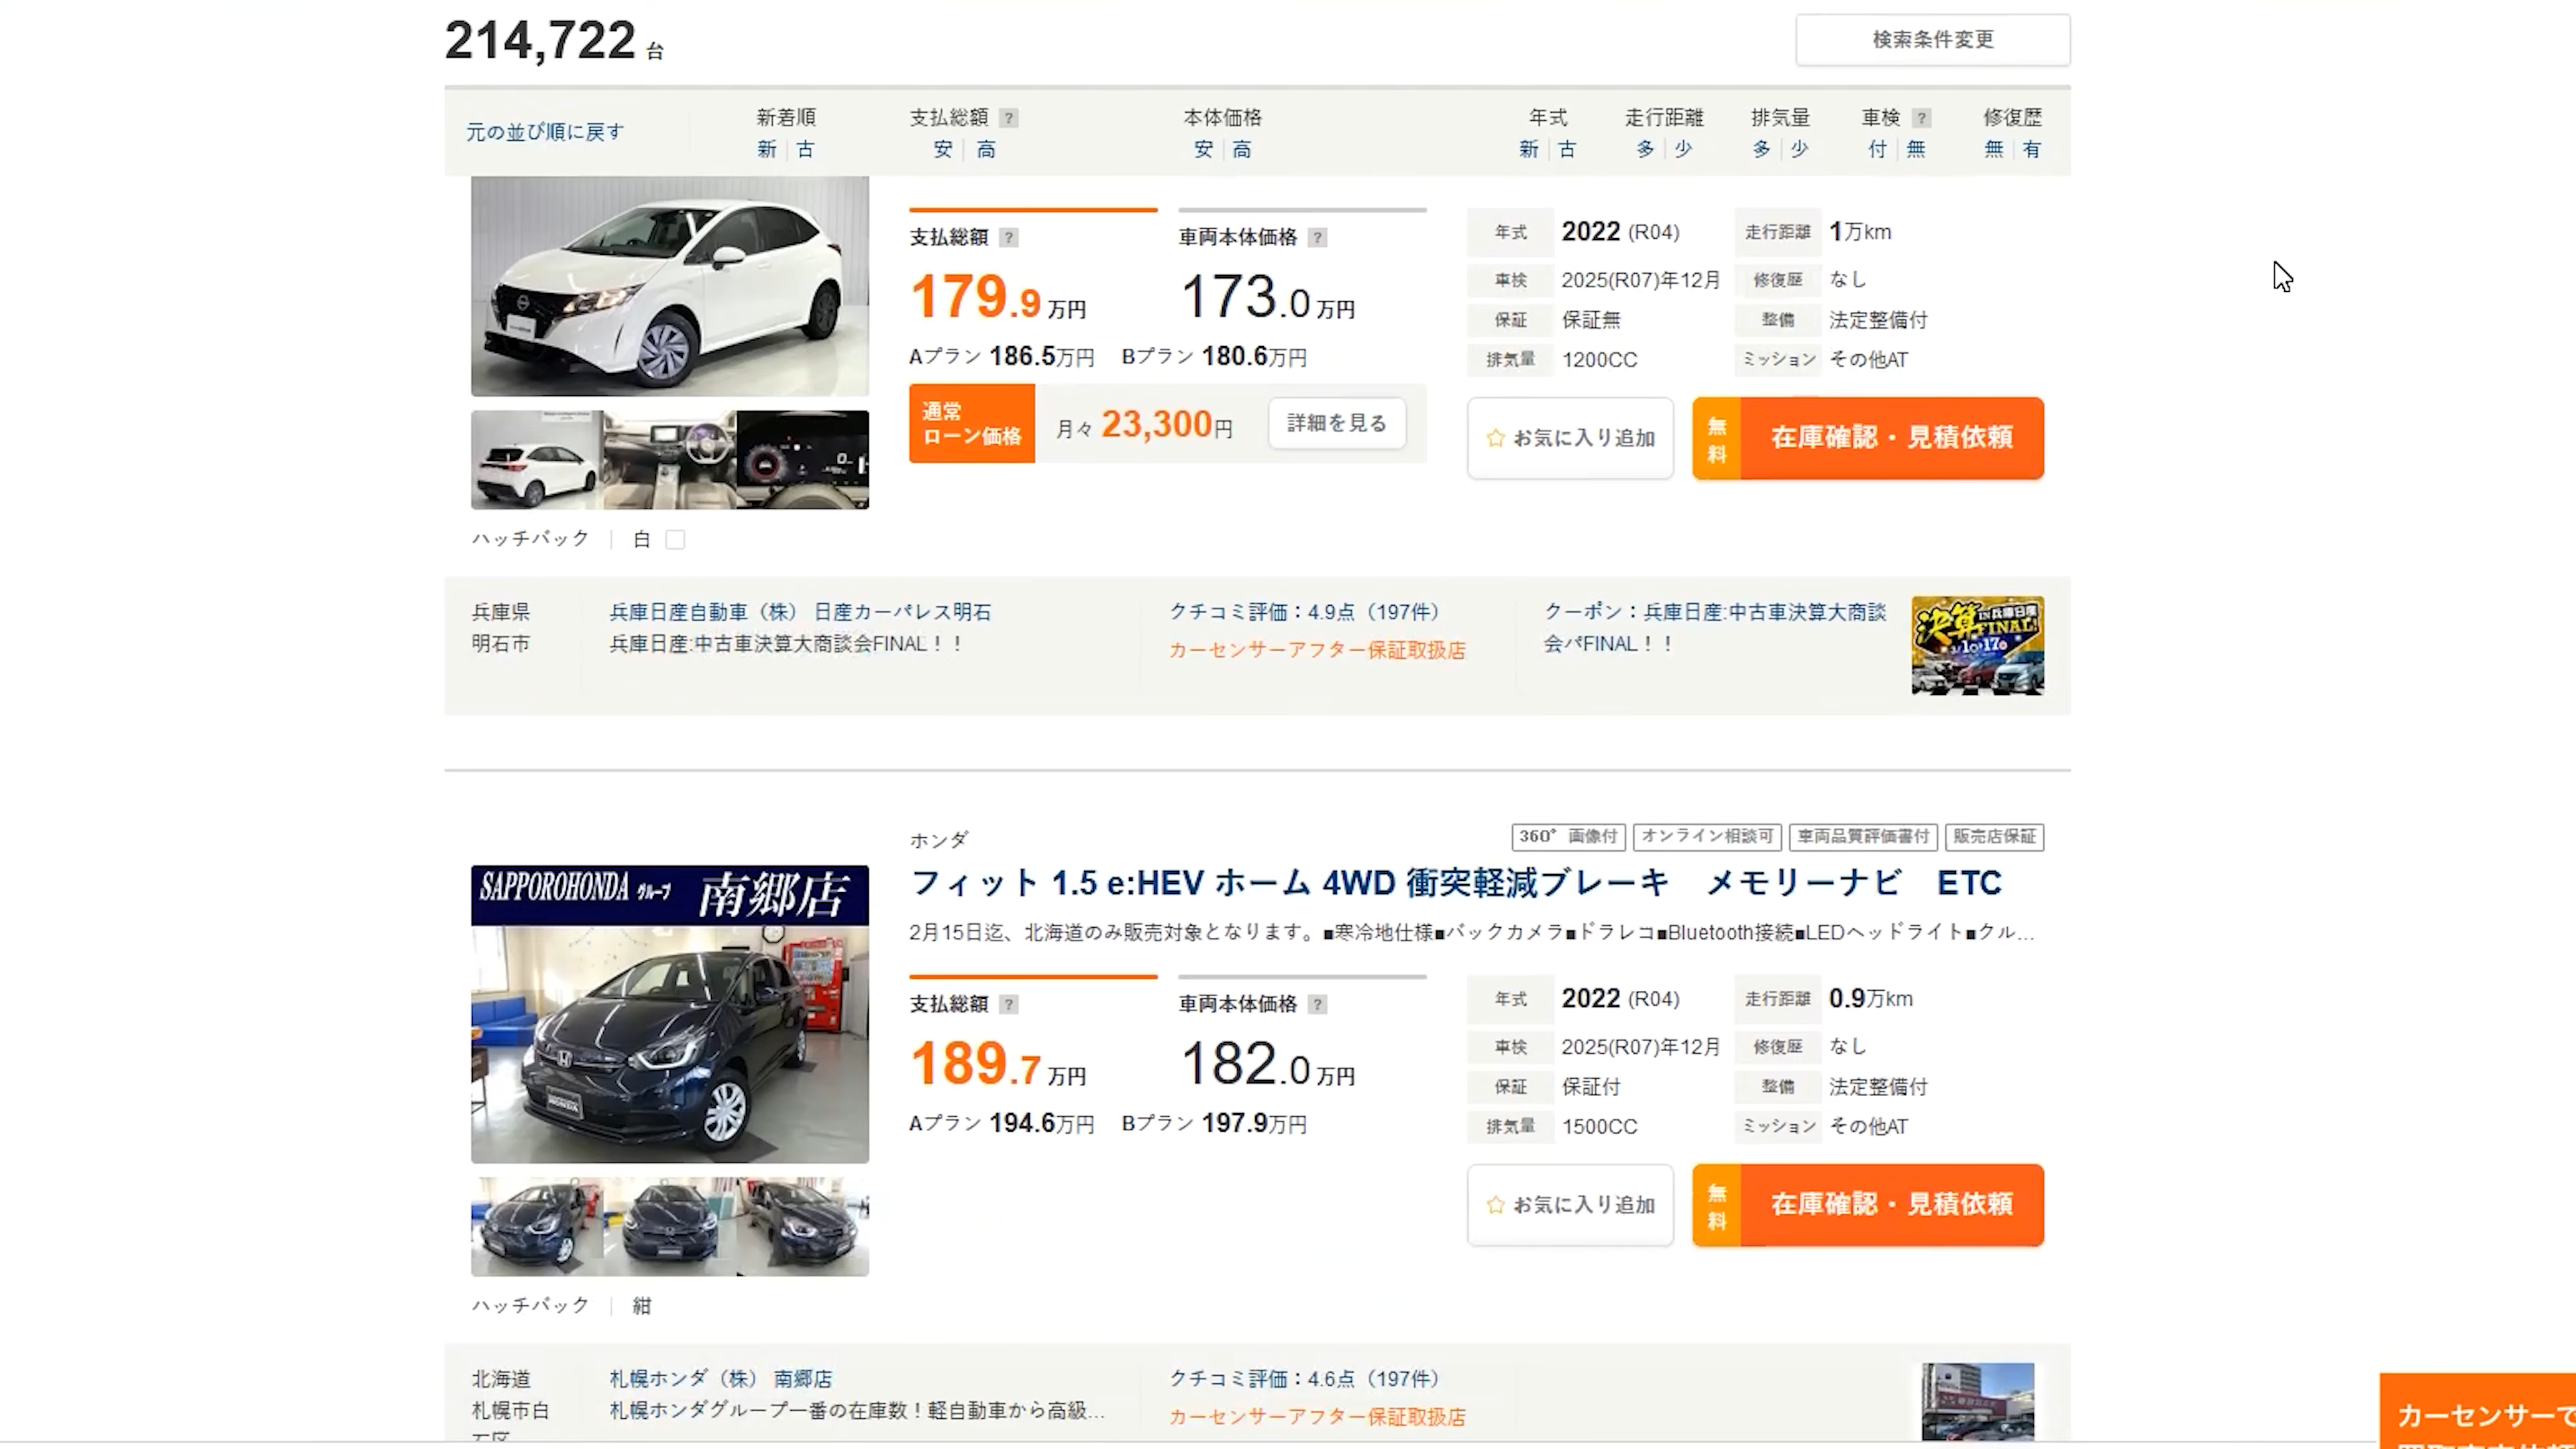 214,722 台
検索条件変更
元の並び順に戻す
新着順
新 古
支払総額 ?
安 高
本体価格
安 高
年式
新 古
走行距離
多 少
排気量
多 少
車検 ?
付 無
修復歴
無 有
支払総額 ?
179.9万円
車両本体価格 ?
173.0万円
Aプラン 186.5万円 Bプラン 180.6万円
通常
ローン価格
月々 23,300円
詳細を見る
年式 2022 (R04) 走行距離 1万km
車検 2025(R07)年12月 修復歴 なし
保証 保証無 整備 法定整備付
排気量 1200CC ミッション その他AT
お気に入り追加
無料
在庫確認・見積依頼
ハッチバック 白
兵庫県
明石市
兵庫日産自動車（株） 日産カーパレス明石
兵庫日産:中古車決算大商談会FINAL！！
クチコミ評価：4.9点（197件）
カーセンサーアフター保証取扱店
クーポン：兵庫日産:中古車決算大商談
会パFINAL！！
決算
IN兵庫日産
FINAL!
ホンダ
360° 画像付 オンライン相談可 車両品質評価書付 販売店保証
フィット 1.5 e:HEV ホーム 4WD 衝突軽減ブレーキ　メモリーナビ　ETC
2月15日迄、北海道のみ販売対象となります。■寒冷地仕様■バックカメラ■ドラレコ■Bluetooth接続■LEDヘッドライト■クル...
SAPPOROHONDA グループ 南郷店
支払総額 ?
189.7万円
車両本体価格 ?
182.0万円
Aプラン 194.6万円 Bプラン 197.9万円
年式 2022 (R04) 走行距離 0.9万km
車検 2025(R07)年12月 修復歴 なし
保証 保証付 整備 法定整備付
排気量 1500CC ミッション その他AT
お気に入り追加
無料
在庫確認・見積依頼
ハッチバック 紺
北海道
札幌市白
石区
札幌ホンダ（株） 南郷店
札幌ホンダグループ一番の在庫数！軽自動車から高級...
クチコミ評価：4.6点（197件）
カーセンサーアフター保証取扱店
カーセンサーで